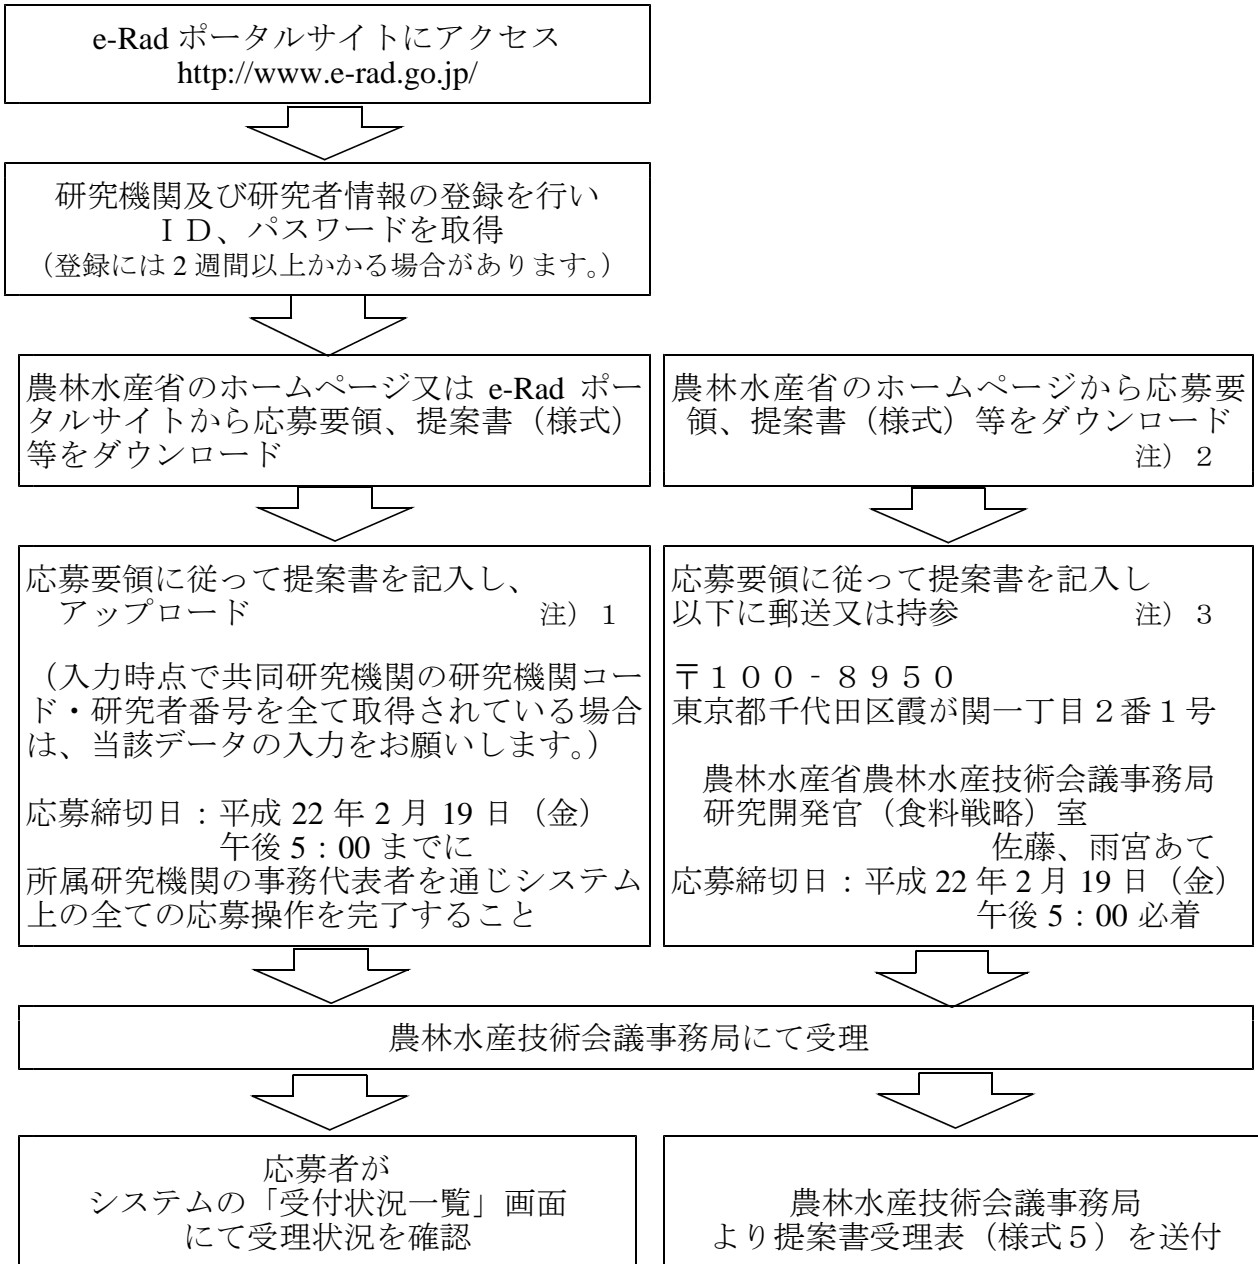 e-Rad ポータルサイトにアクセス
http://www.e-rad.go.jp/
研究機関及び研究者情報の登録を行い
ＩＤ、パスワードを取得
（登録には２週間以上かかる場合があります。）
農林水産省のホームページ又は e-Rad ポー
タルサイトから応募要領、提案書（様式）
等をダウンロード
農林水産省のホームページから応募要
領、提案書（様式）等をダウンロード
注）２
応募要領に従って提案書を記入し、
アップロード 注）１
（入力時点で共同研究機関の研究機関コー
ド・研究者番号を全て取得されている場合
は、当該データの入力をお願いします。）
応募締切日：平成 22 年 2 月 19 日（金）
午後 5：00 までに
所属研究機関の事務代表者を通じシステム
上の全ての応募操作を完了すること
応募要領に従って提案書を記入し
以下に郵送又は持参 注）３
〒１００‐８９５０
東京都千代田区霞が関一丁目２番１号
農林水産省農林水産技術会議事務局
研究開発官（食料戦略）室
佐藤、雨宮あて
応募締切日：平成 22 年 2 月 19 日（金）
午後 5：00 必着
農林水産技術会議事務局にて受理
応募者が
システムの「受付状況一覧」画面
にて受理状況を確認
農林水産技術会議事務局
より提案書受理表（様式５）を送付